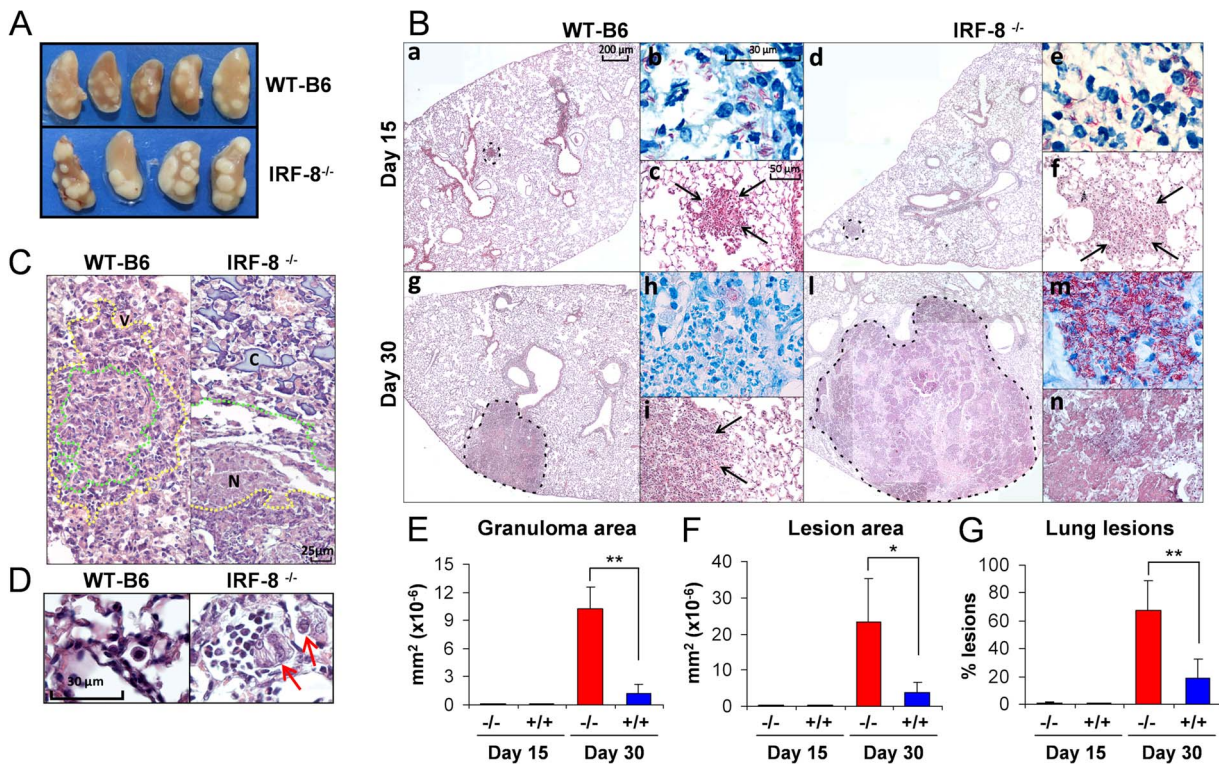 A
WT-B6
IRF-8-/-
B
WT-B6
IRF-8 -/-
Day 15
a
200 µm
b
30 µm
c
50 µm
d
e
f
Day 30
g
h
i
l
m
n
C
WT-B6
IRF-8 -/-
V
C
N
25µm
D
WT-B6
IRF-8 -/-
30 µm
E
Granuloma area
mm2 (x10-6)
15
12
9
6
3
0
**
-/- +/+ -/- +/+
Day 15 Day 30
F
Lesion area
mm2 (x10-6)
40
30
20
10
0
*
-/- +/+ -/- +/+
Day 15 Day 30
G
Lung lesions
% lesions
100
80
60
40
20
0
**
-/- +/+ -/- +/+
Day 15 Day 30